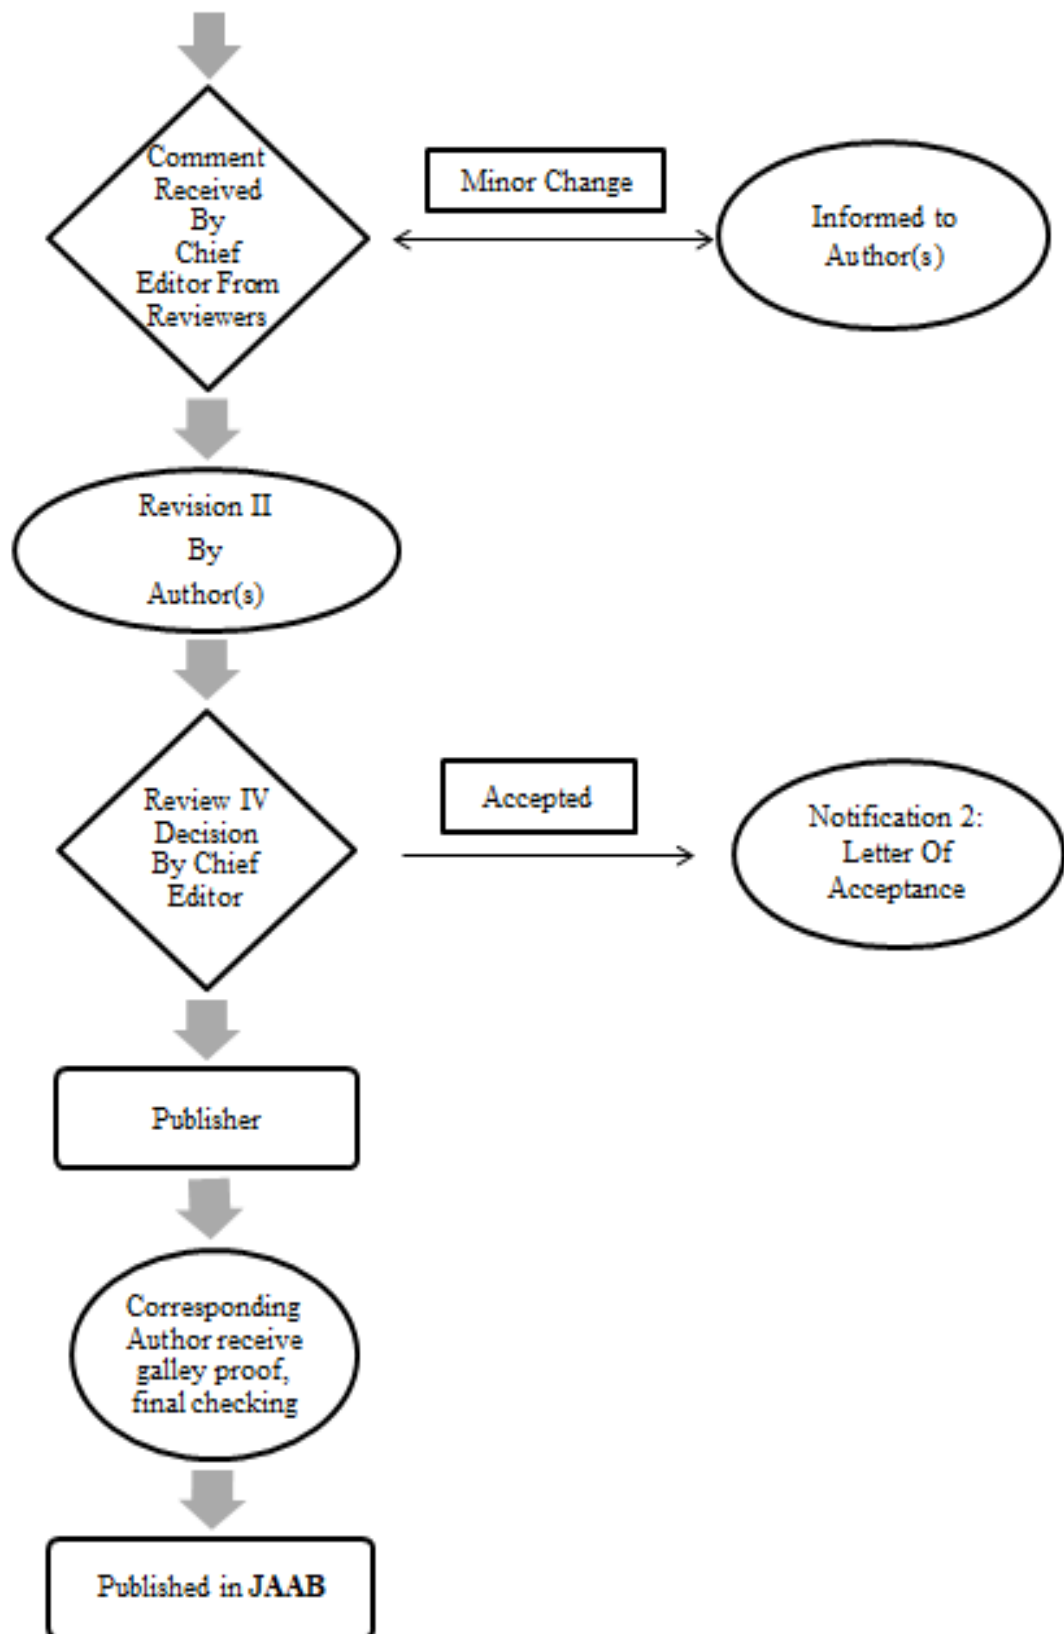 Comment
Received
By
Chief
Editor From
Reviewers
Minor Change
Informed to
Author(s)
Revision II
By
Author(s)
Review IV
Decision
By Chief
Editor
Accepted
Notification 2:
Letter Of
Acceptance
Publisher
Corresponding
Author receive
galley proof,
final checking
Published in JAAB